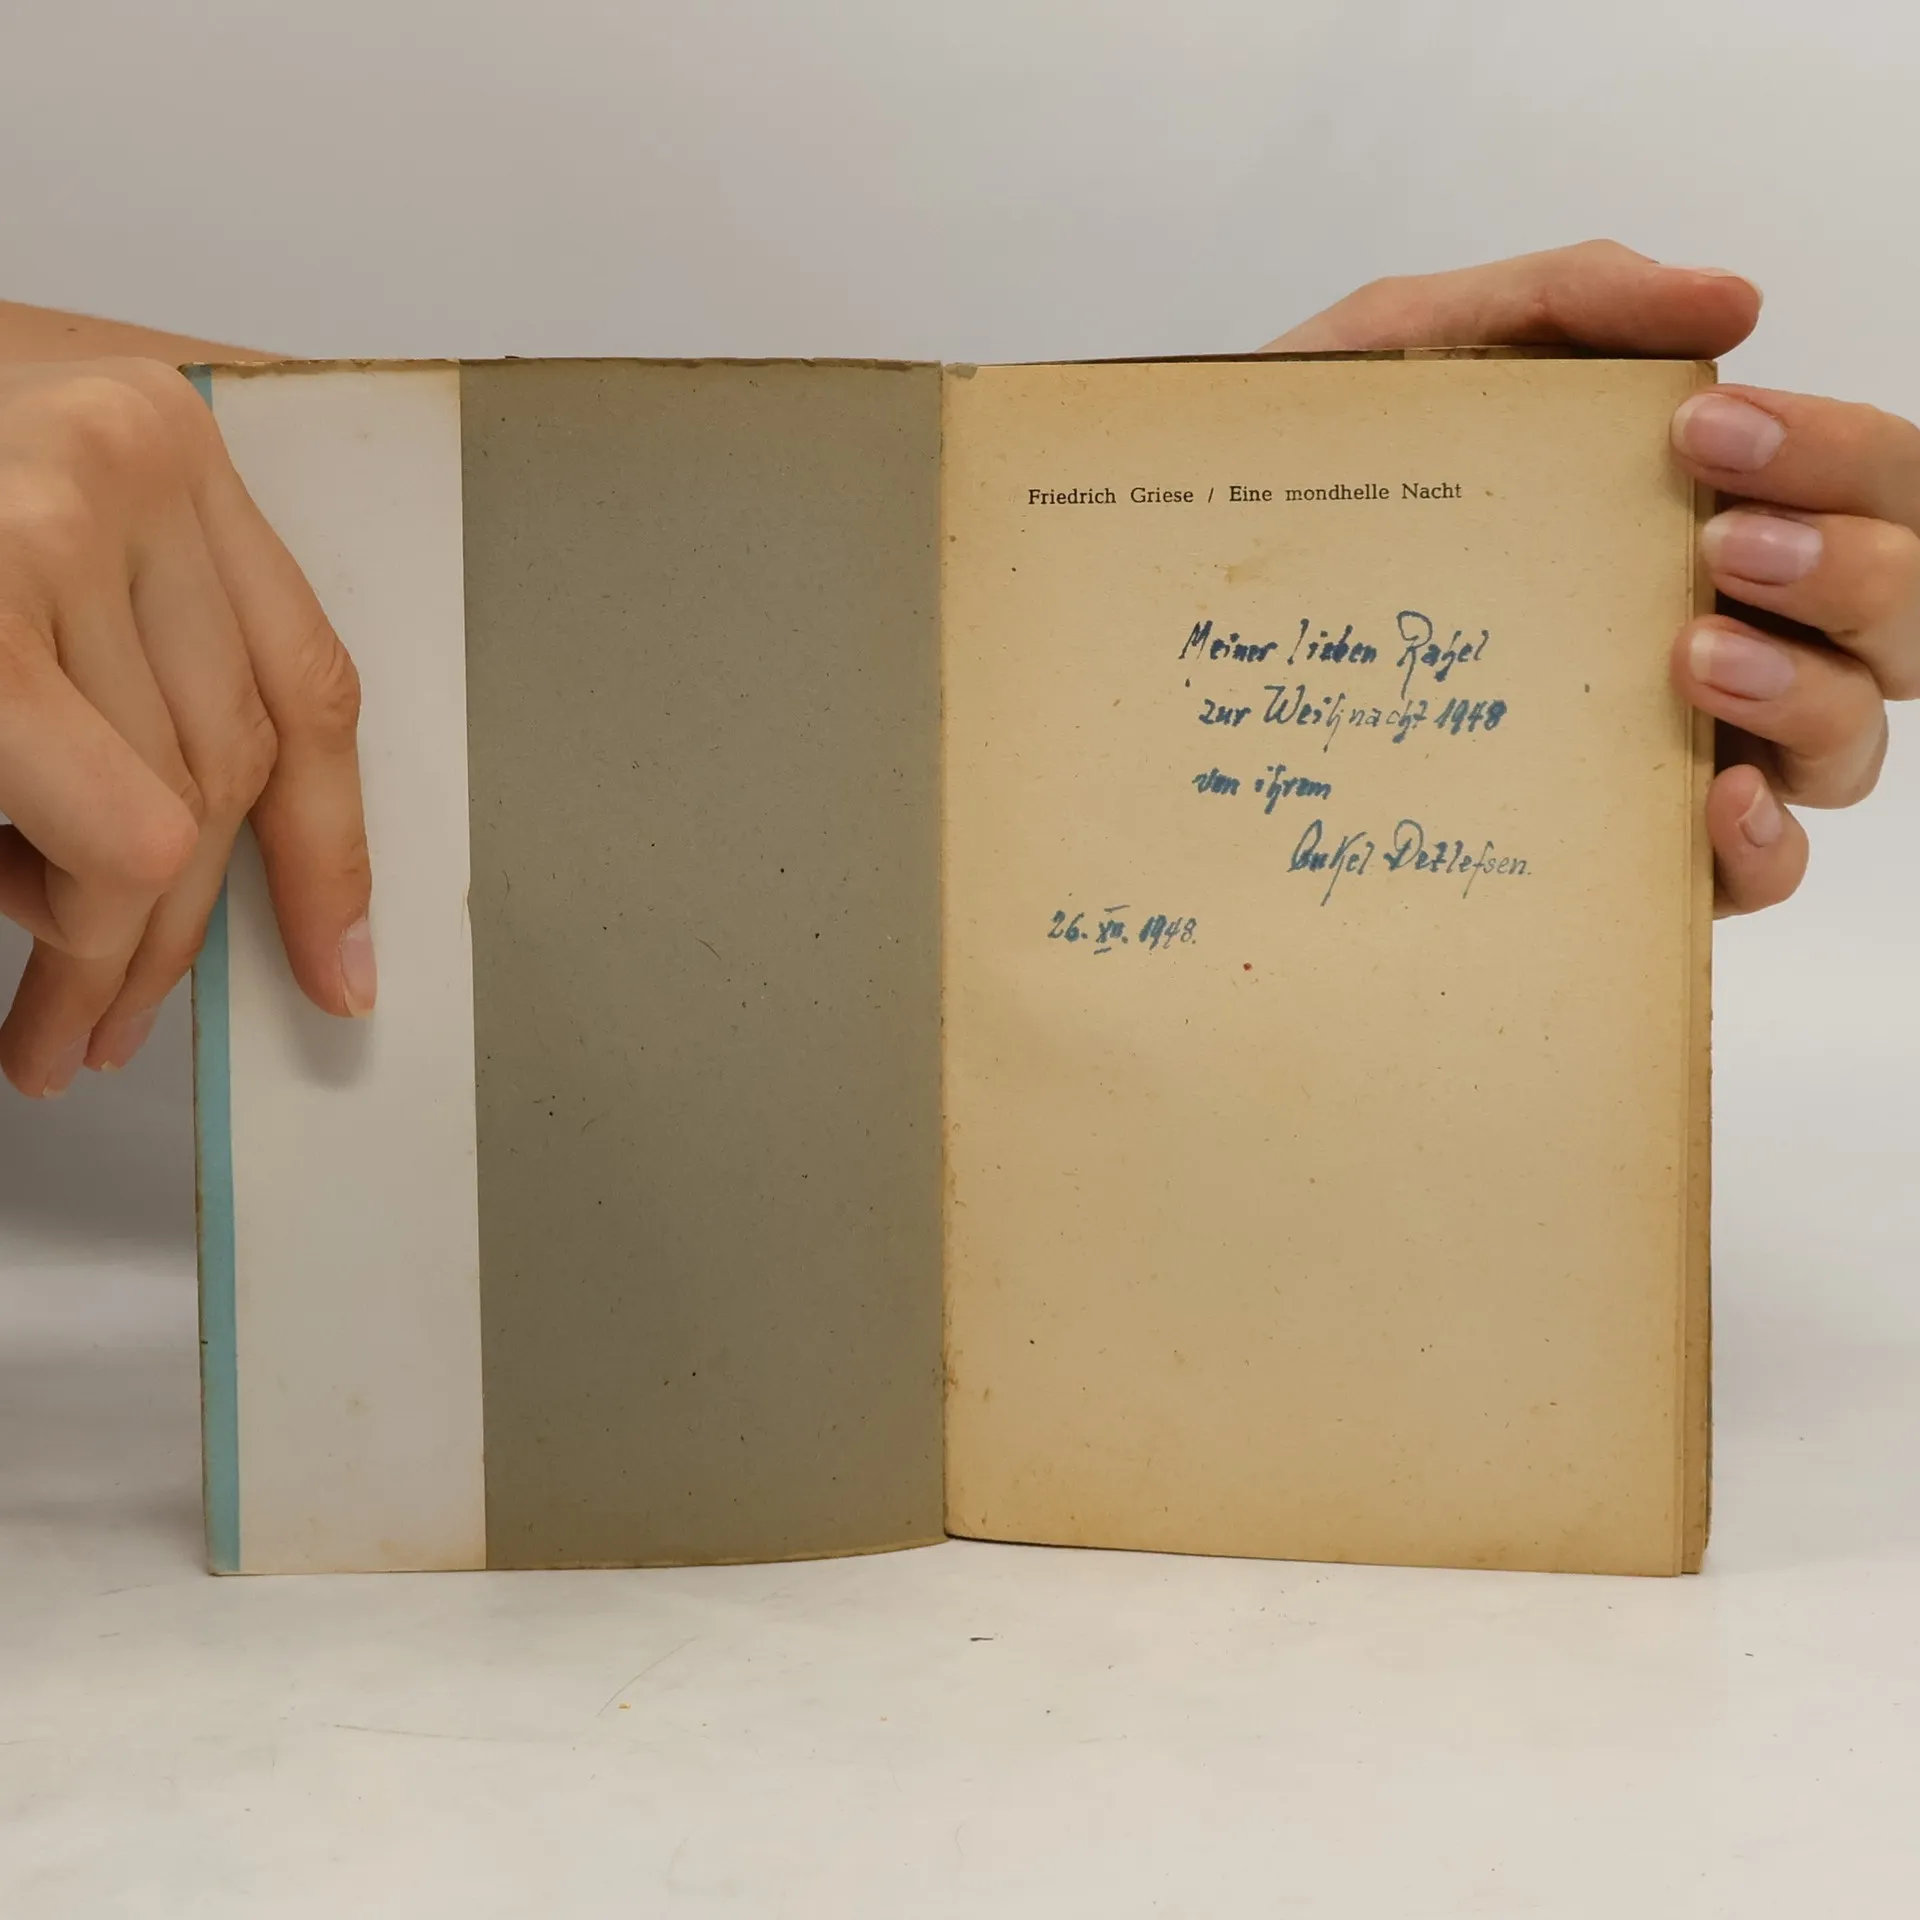 Friedrich Griese / Eine mondhelle Nacht
Meiner lieben Rahel
zur Weihnacht 1948
von ihrem
Onkel Detlefsen.
26. XII. 1948.